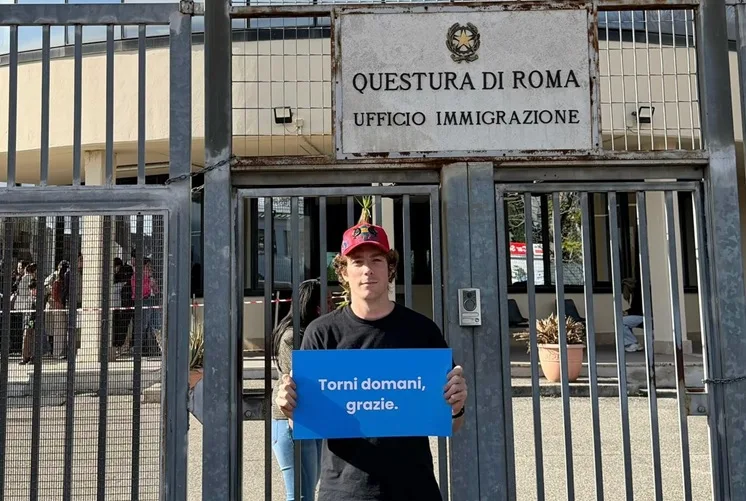 QUESTURA DI ROMA
UFFICIO IMMIGRAZIONE
Torni domani,
grazie.